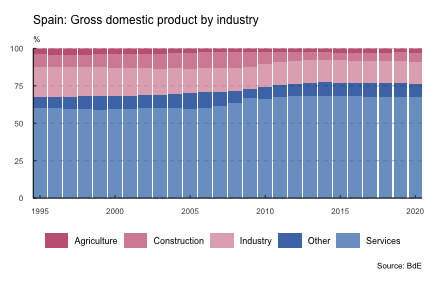 Spain: Gross domestic product by industry
%
100
75
50
25
0
1995 2000 2005 2010 2015 2020
Agriculture Construction Industry Other Services
Source: BdE